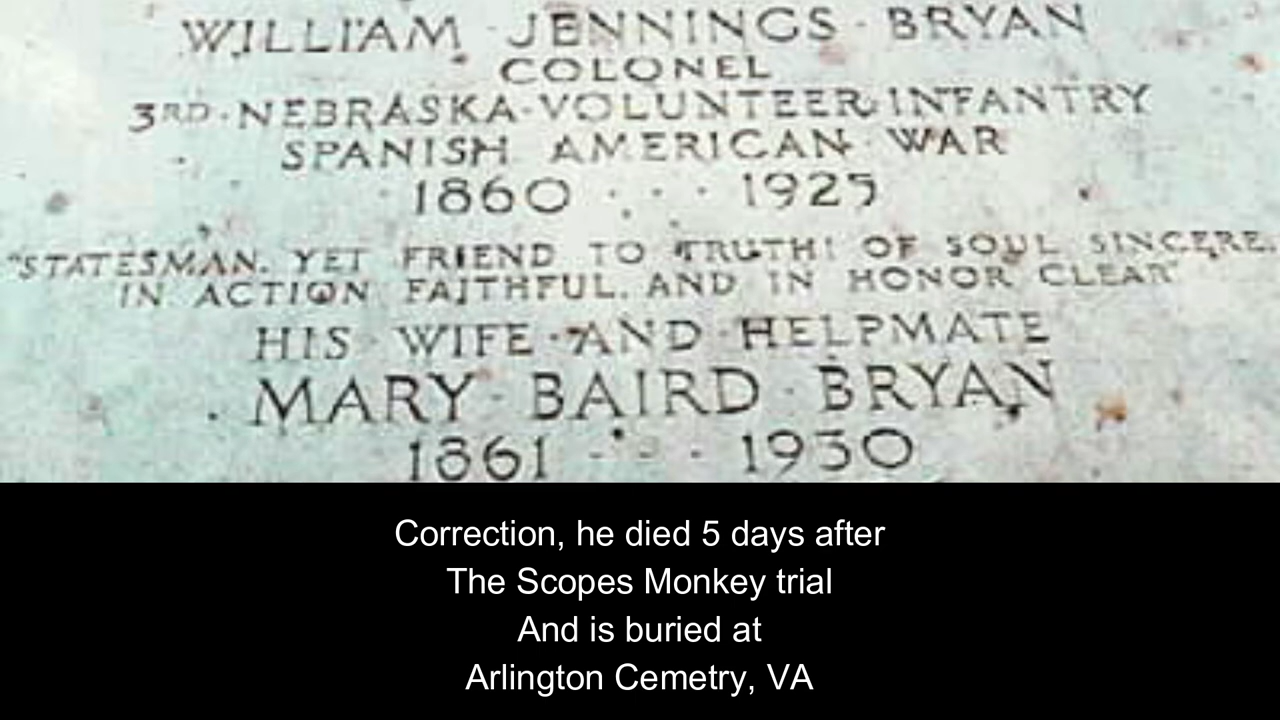 WILLIAM · JENNINGS · BRYAN
COLONEL
3RD · NEBRASKA · VOLUNTEER · INFANTRY
SPANISH AMERICAN WAR
1860 · · · 1925
"STATESMAN. YET FRIEND TO TRUTH! OF SOUL SINCERE.
IN ACTION FAITHFUL. AND IN HONOR CLEAR"
HIS WIFE · AND · HELPMATE
MARY · BAIRD · BRYAN
1861 · · · 1930
Correction, he died 5 days after
The Scopes Monkey trial
And is buried at
Arlington Cemetry, VA